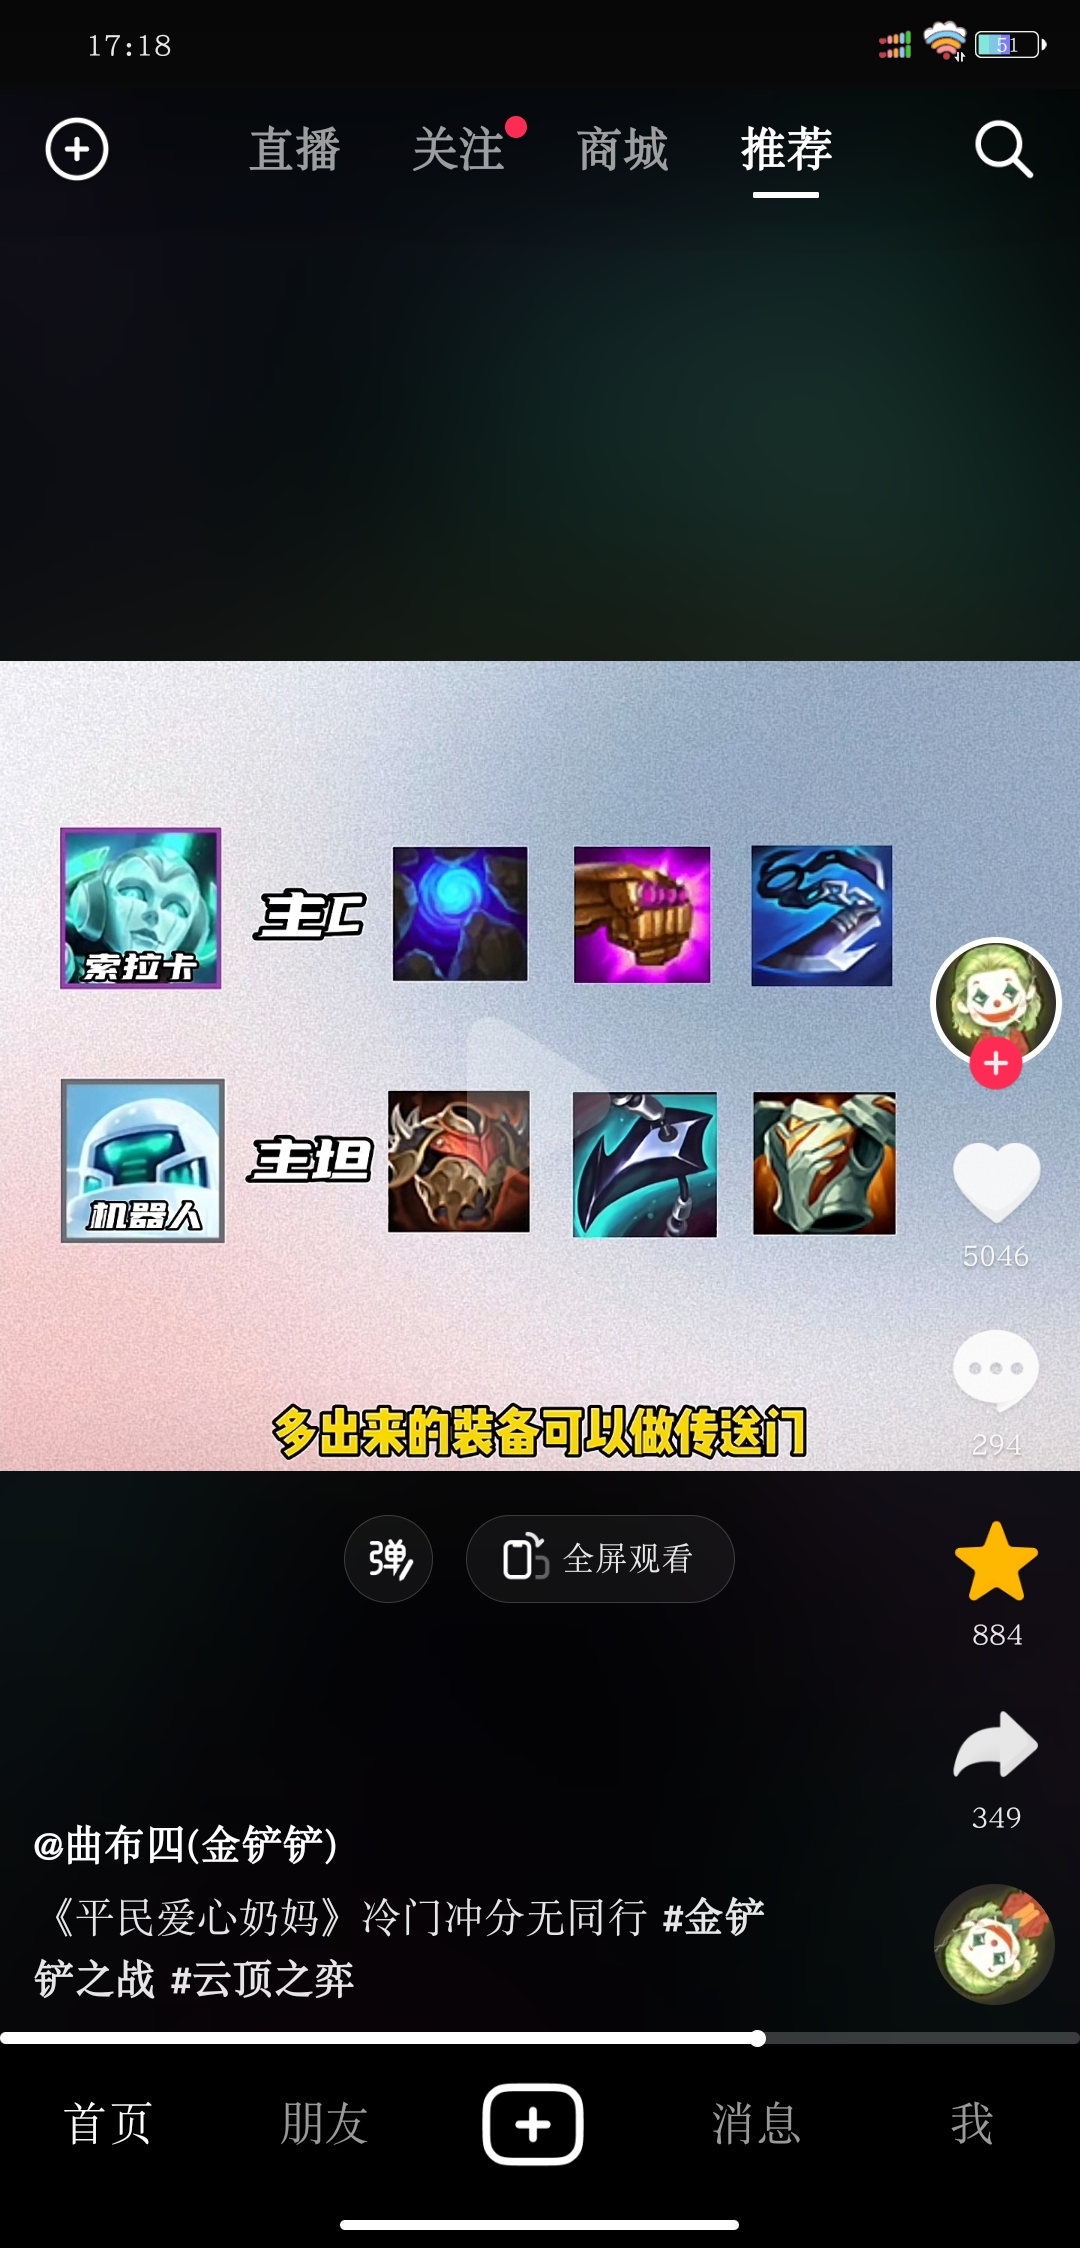 17:18
51
直播 关注 商城 推荐
索拉卡
主C
机器人
主坦
5046
多出来的装备可以做传送门
294
弹 全屏观看
884
349
@曲布四(金铲铲)
《平民爱心奶妈》冷门冲分无同行 #金铲
铲之战 #云顶之弈
首页 朋友 消息 我